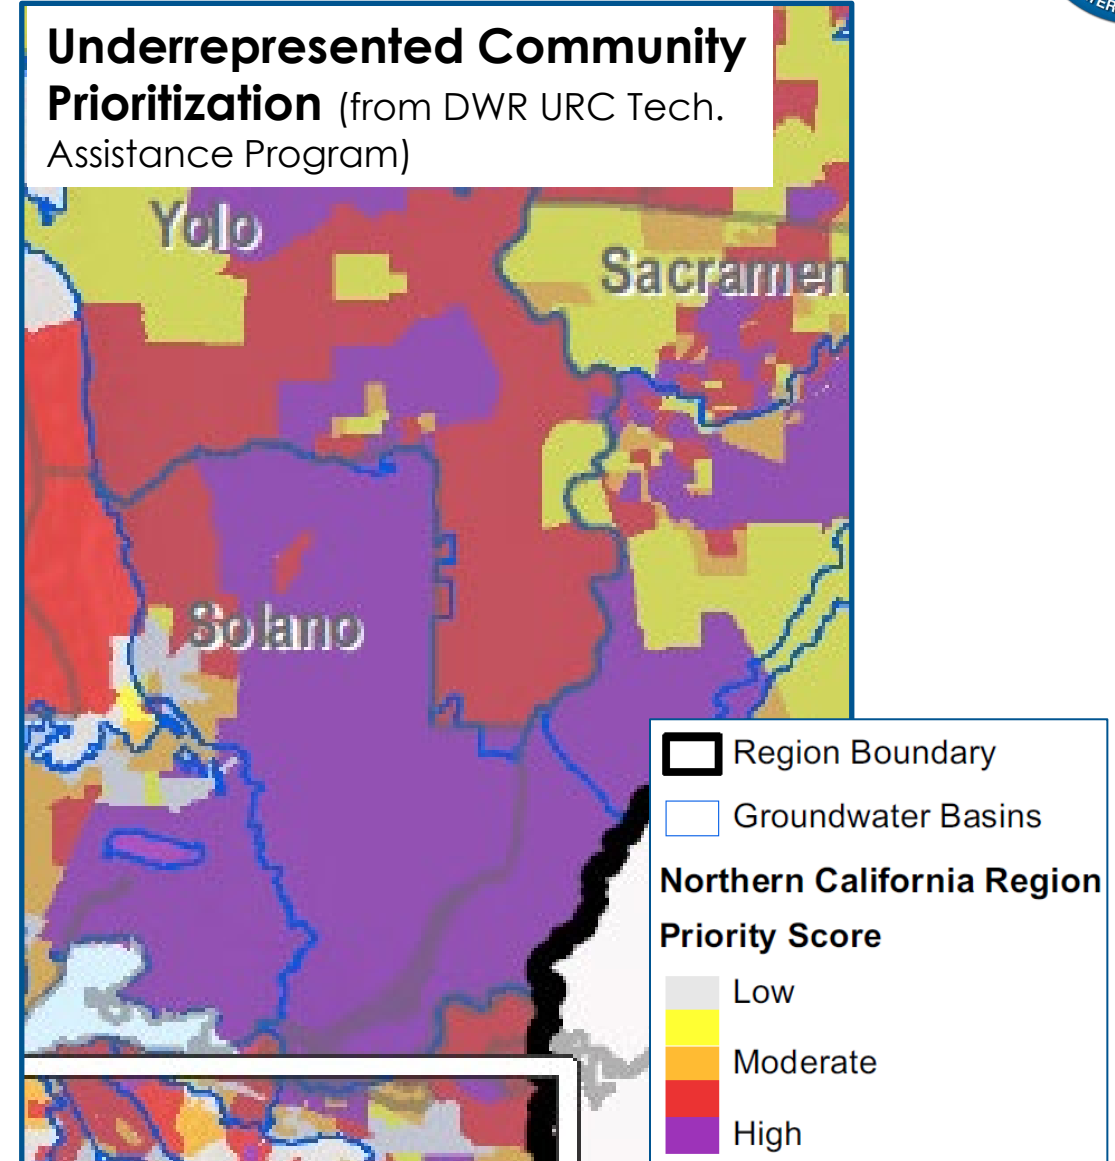 Underrepresented Community
Prioritization (from DWR URC Tech.
Assistance Program)
Yolo
Sacramen
Solano
Region Boundary
Groundwater Basins
Northern California Region
Priority Score
Low
Moderate
High